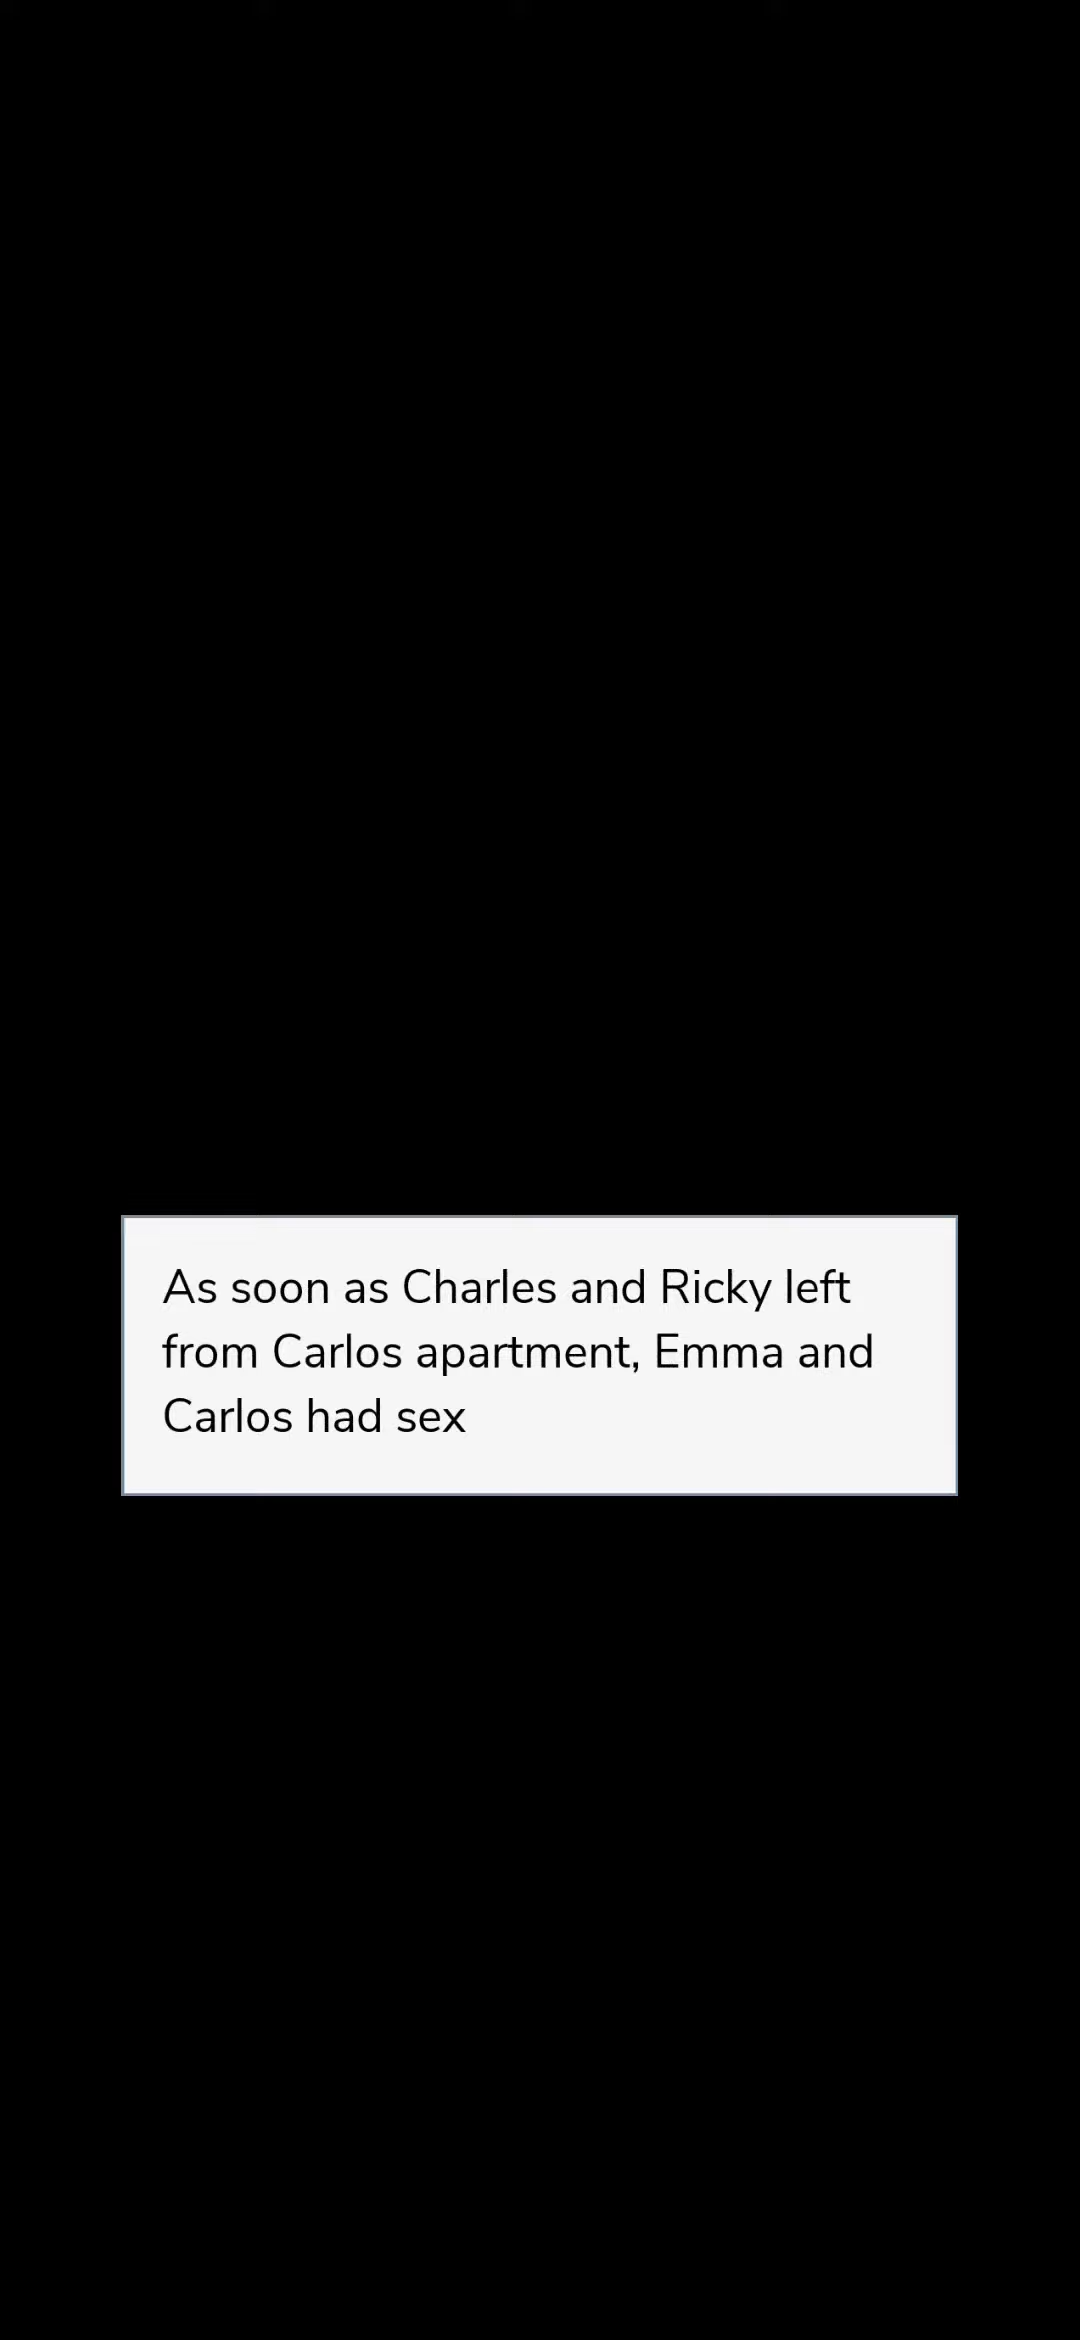 As soon as Charles and Ricky left
from Carlos apartment, Emma and
Carlos had sex